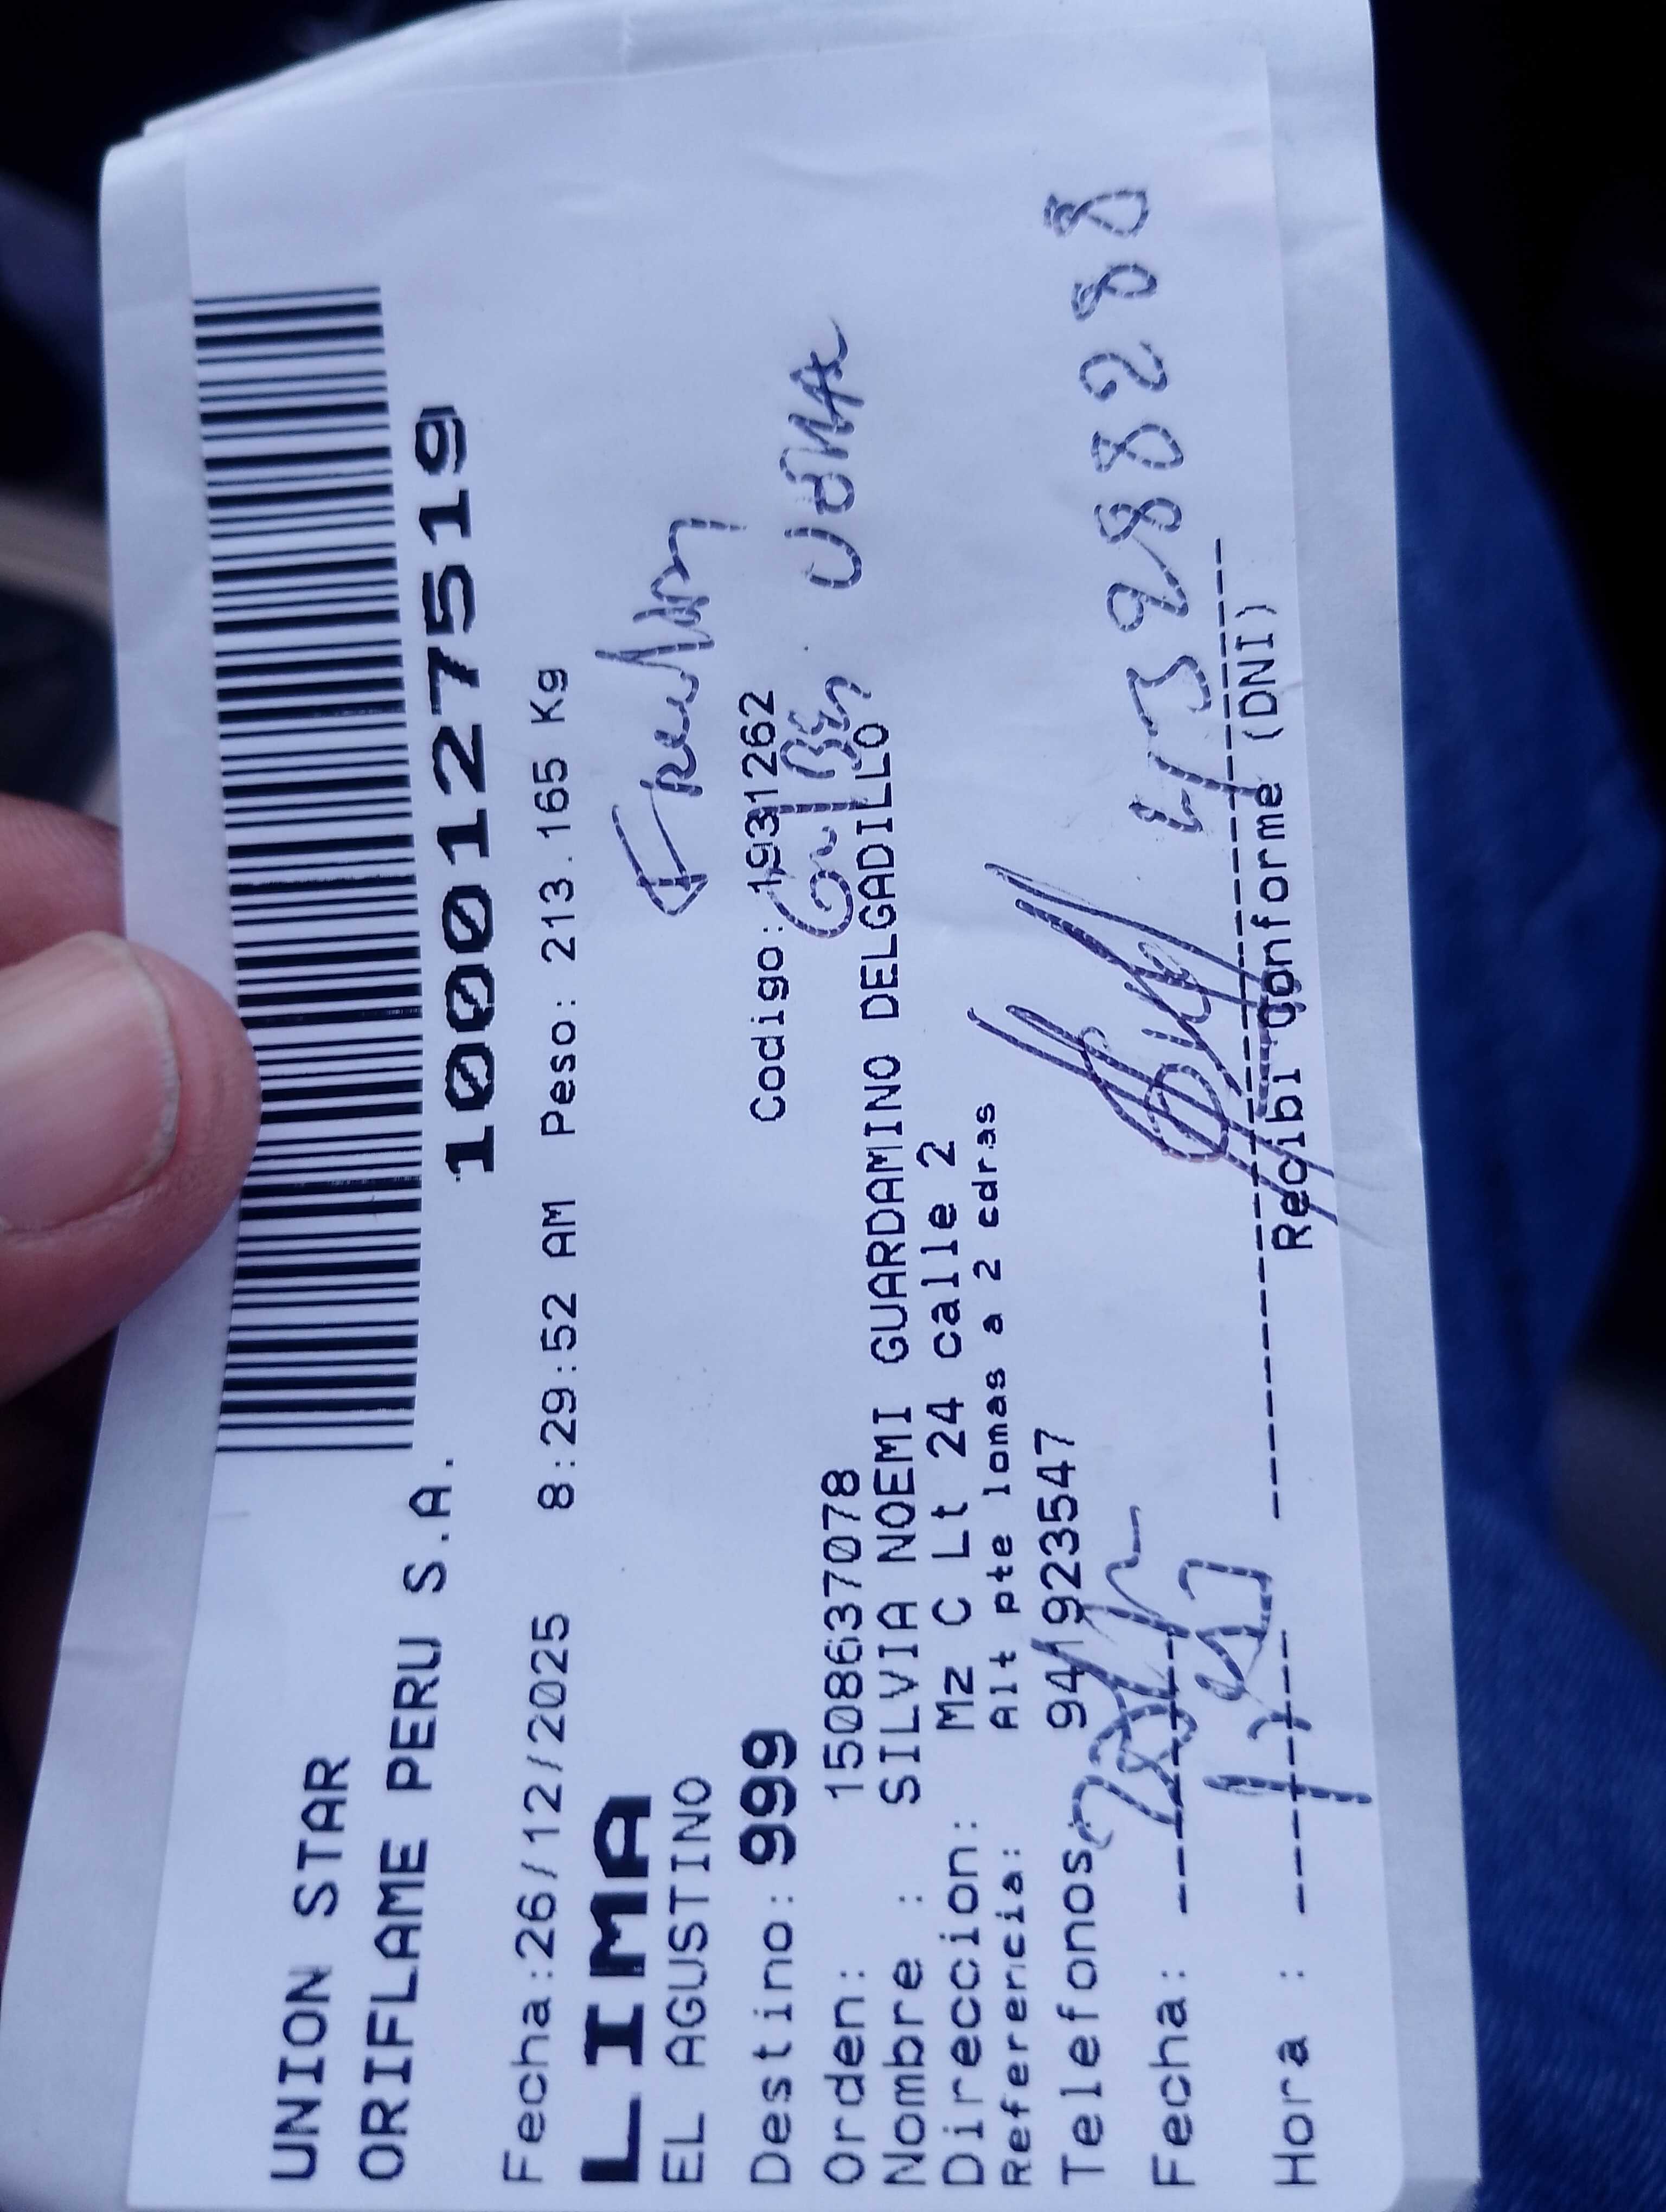 UNION STAR
ORIFLAME PERU S.A.
1000127519
Fecha:26/12/2025 8:29:52 AM Peso: 213.165 Kg
LIMA
EL AGUSTINO
Destino: 999 Codigo: 1931262
Orden: 15086637078
Nombre : SILVIA NOEMI GUARDAMINO DELGADILLO
Direccion: Mz C Lt 24 calle 2
Referencia: Alt pte lomas a 2 cdras
Telefonos 941923547
Fecha:
Hora :
Recibi conforme (DNI)